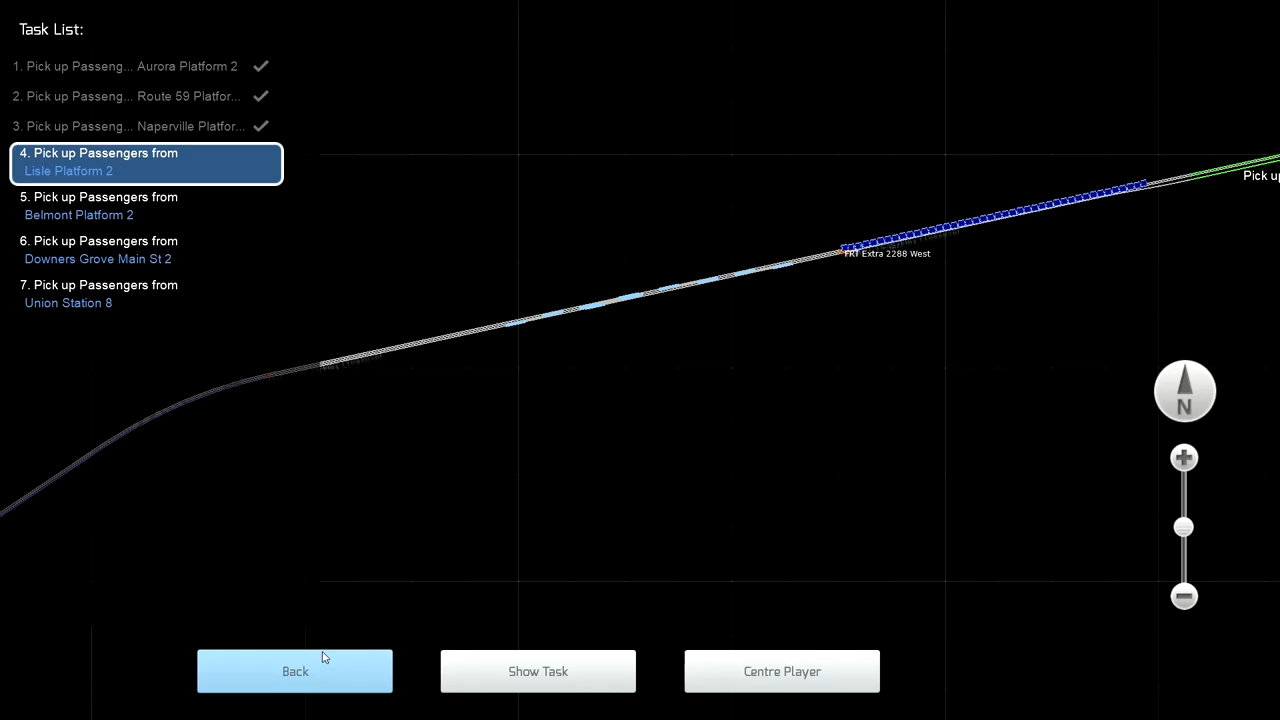 Task List:
1. Pick up Passeng... Aurora Platform 2
2. Pick up Passeng... Route 59 Platfor...
3. Pick up Passeng... Naperville Platfor...
4. Pick up Passengers from
Lisle Platform 2
5. Pick up Passengers from
Belmont Platform 2
6. Pick up Passengers from
Downers Grove Main St 2
7. Pick up Passengers from
Union Station 8
Pick up
FRT Extra 2288 West
N
Back
Show Task
Centre Player